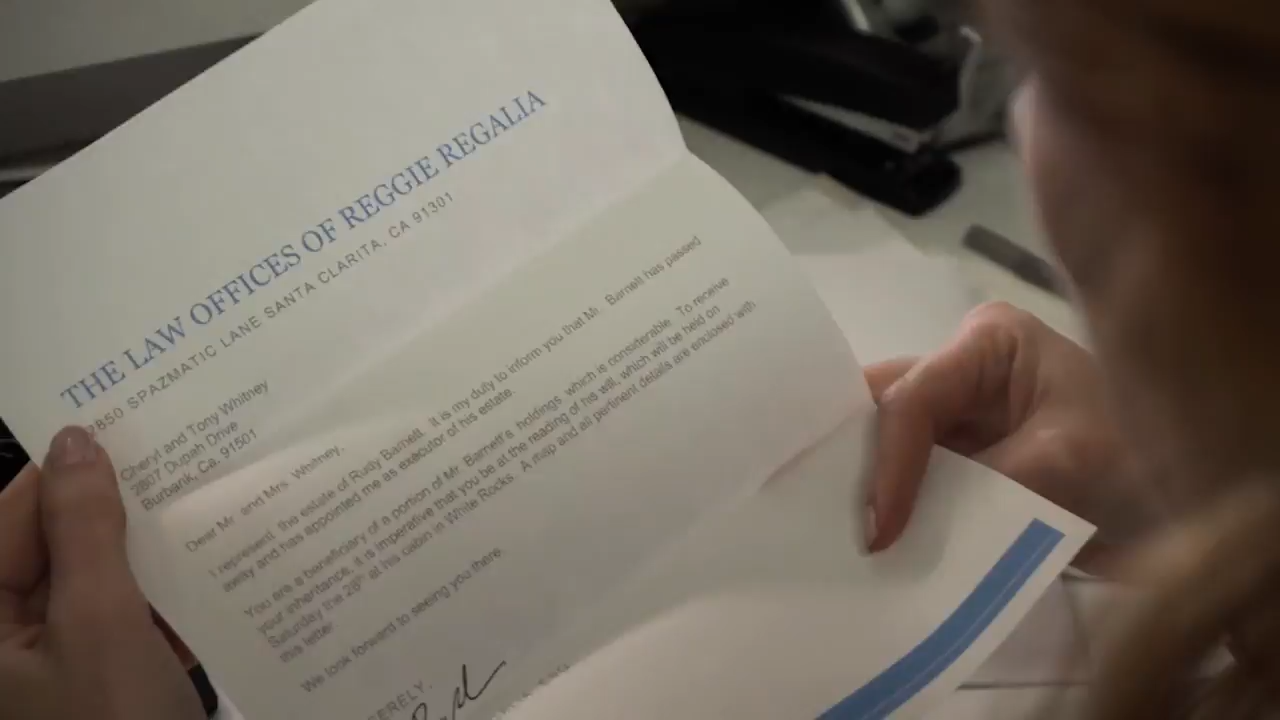 THE LAW OFFICES OF REGGIE REGALIA
2850 SPAZMATIC LANE SANTA CLARITA, CA 91301
Cheryl and Tony Whitney
2807 Dupah Drive
Burbank, Ca. 91501
Dear Mr. and Mrs. Whitney,
I represent the estate of Rudy Barnell. It is my duty to inform you that Mr. Barnell has passed
away and has appointed me as executor of his estate.
You are a beneficiary of a portion of Mr. Barnell's holdings which is considerable. To receive
your inheritance, it is imperative that you be at the reading of his will, which will be held on
Saturday the 28th at his cabin in White Rocks. A map and all pertinent details are enclosed with
this letter.
We look forward to seeing you there.